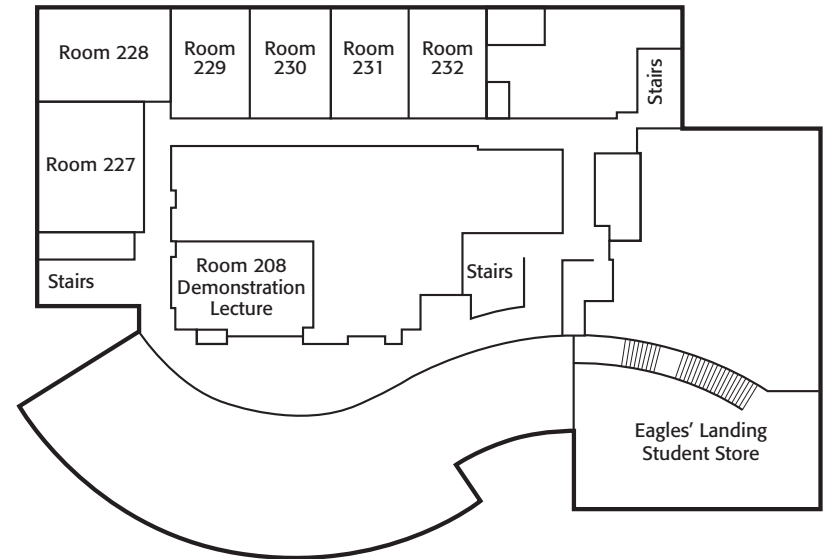 Room 228
Room
229
Room
230
Room
231
Room
232
Stairs
Room 227
Room 208
Demonstration
Lecture
Stairs
Stairs
Eagles' Landing
Student Store